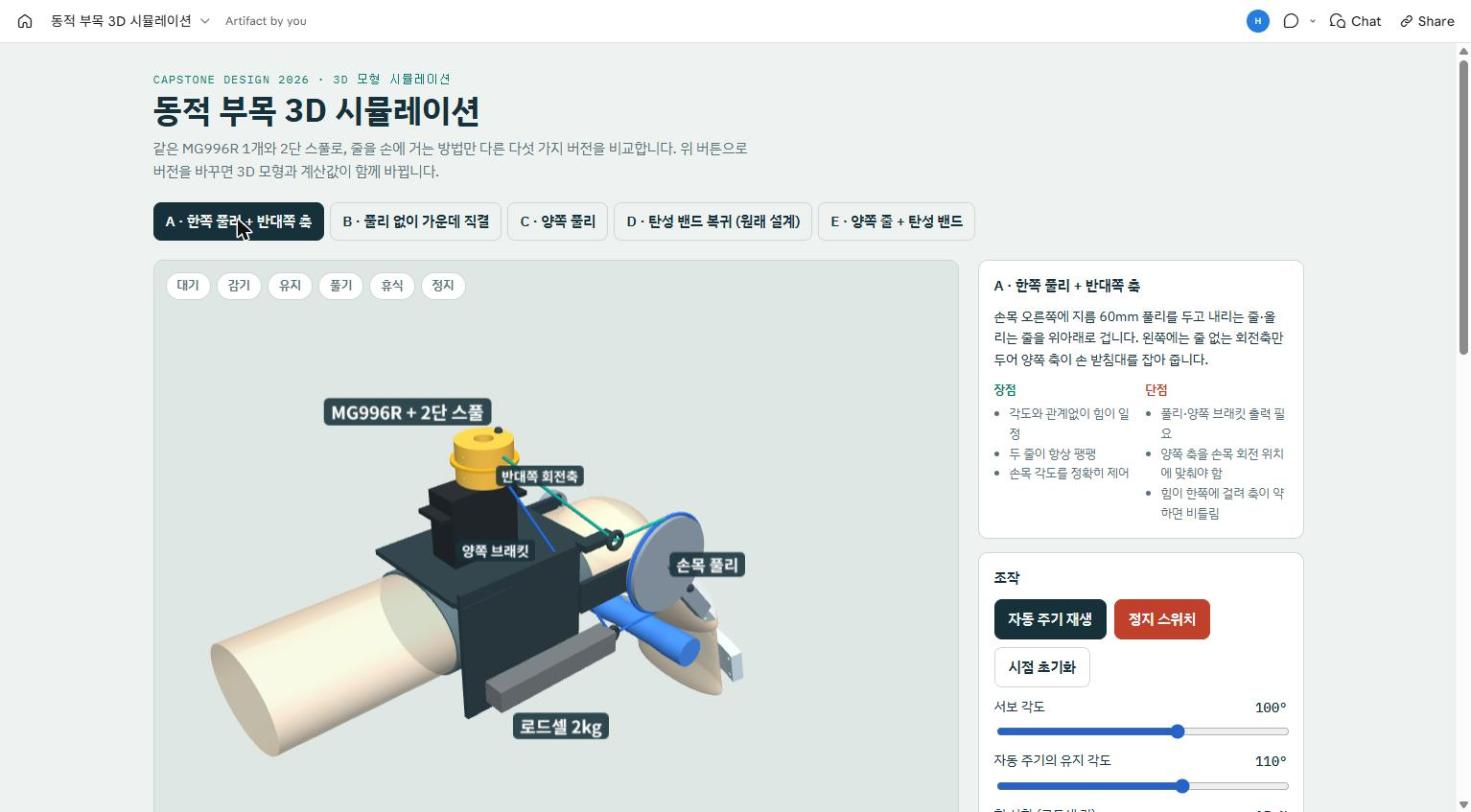 동적 부목 3D 시뮬레이션
Artifact by you
H
Chat
Share
CAPSTONE DESIGN 2026 · 3D 모형 시뮬레이션
동적 부목 3D 시뮬레이션
같은 MG996R 1개와 2단 스풀로, 줄을 손에 거는 방법만 다른 다섯 가지 버전을 비교합니다. 위 버튼으로
버전을 바꾸면 3D 모형과 계산값이 함께 바뀝니다.
A · 한쪽 풀리 + 반대쪽 축
B · 풀리 없이 가운데 직결
C · 양쪽 풀리
D · 탄성 밴드 복귀 (원래 설계)
E · 양쪽 줄 + 탄성 밴드
대기
감기
유지
풀기
휴식
정지
MG996R + 2단 스풀
반대쪽 회전축
양쪽 브래킷
손목 풀리
로드셀 2kg
A · 한쪽 풀리 + 반대쪽 축
손목 오른쪽에 지름 60mm 풀리를 두고 내리는 줄·올
리는 줄을 위아래로 겁니다. 왼쪽에는 줄 없는 회전축만
두어 양쪽 축이 손 받침대를 잡아 줍니다.
장점
각도와 관계없이 힘이 일
정
두 줄이 항상 팽팽
손목 각도를 정확히 제어
단점
풀리·양쪽 브래킷 출력 필
요
양쪽 축을 손목 회전 위치
에 맞춰야 함
힘이 한쪽에 걸려 축이 약
하면 비틀림
조작
자동 주기 재생
정지 스위치
시점 초기화
서보 각도
100°
자동 주기의 유지 각도
110°